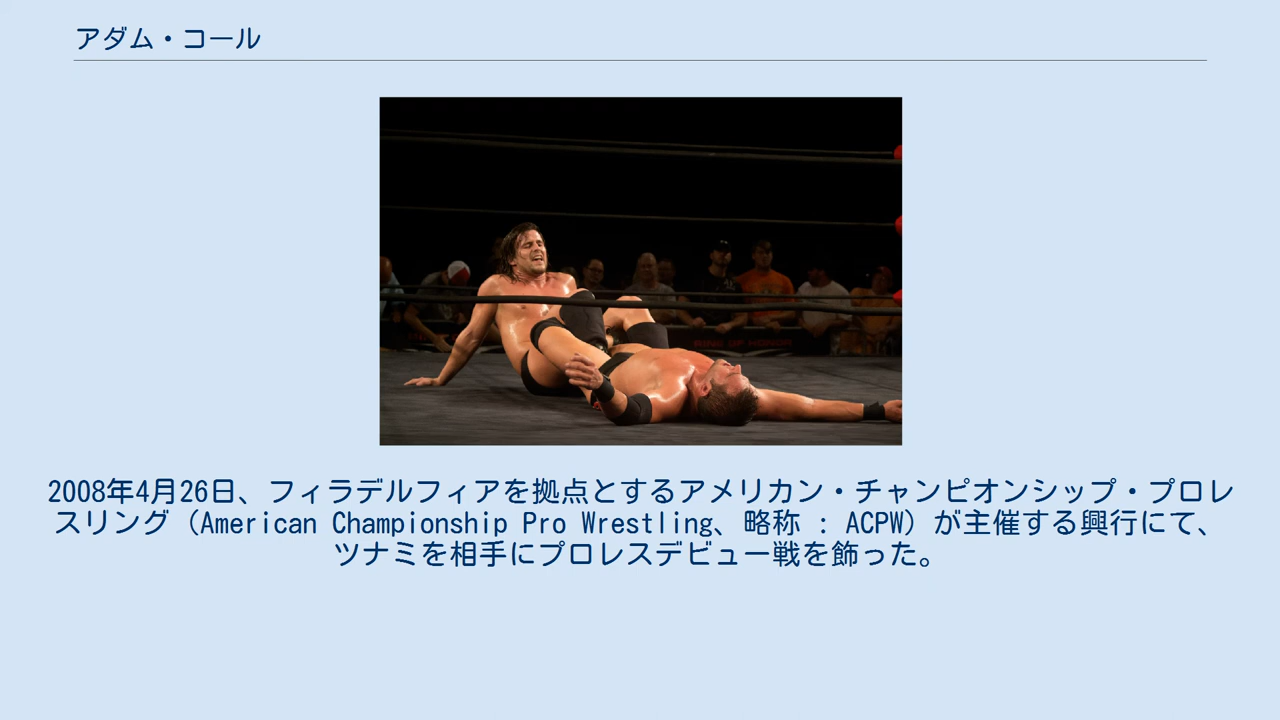 アダム・コール
RING OF HONOR
2008年4月26日、フィラデルフィアを拠点とするアメリカン・チャンピオンシップ・プロレ
スリング（American Championship Pro Wrestling、略称 : ACPW）が主催する興行にて、
ツナミを相手にプロレスデビュー戦を飾った。